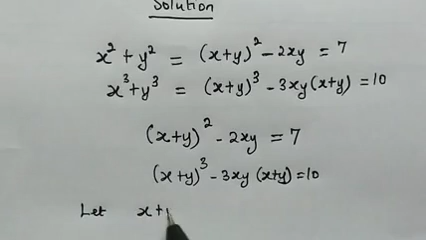 Solution
x² + y² = (x+y)² - 2xy = 7
x³ + y³ = (x+y)³ - 3xy(x+y) = 10
(x+y)² - 2xy = 7
(x+y)³ - 3xy (x+y) = 10
Let x+